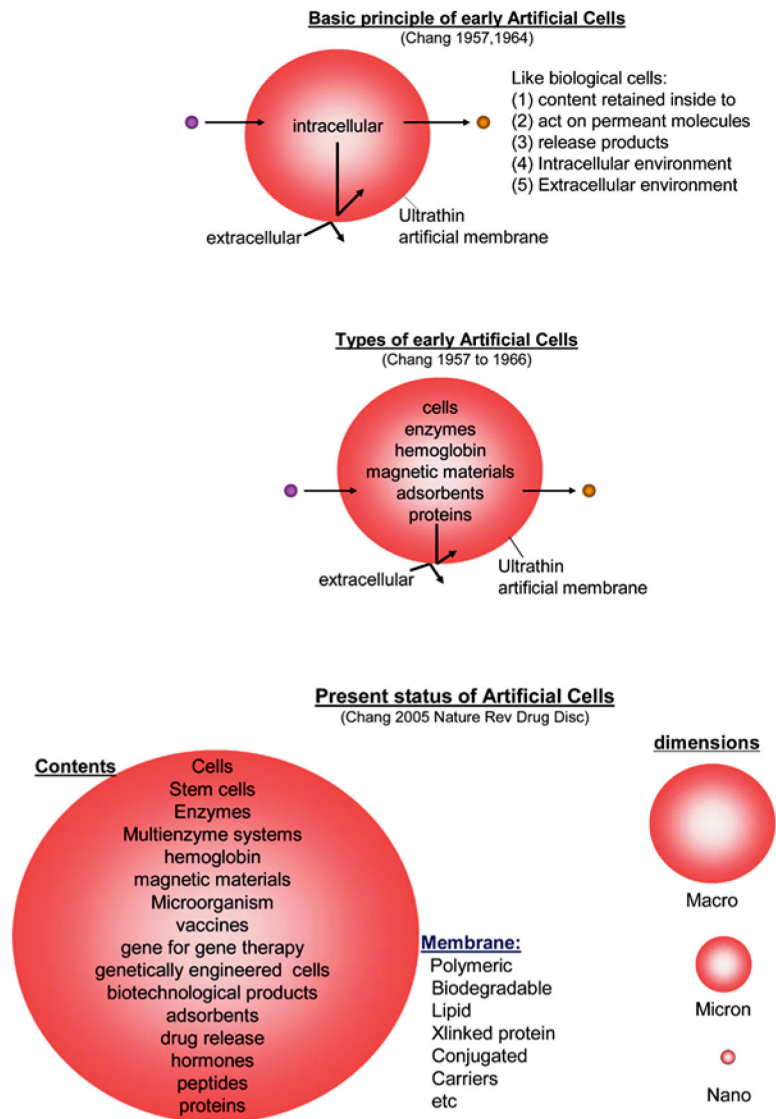 Basic principle of early Artificial Cells
(Chang 1957,1964)
Like biological cells:
(1) content retained inside to
(2) act on permeant molecules
(3) release products
(4) Intracellular environment
(5) Extracellular environment
intracellular
extracellular
Ultrathin
artificial membrane
Types of early Artificial Cells
(Chang 1957 to 1966)
cells
enzymes
hemoglobin
magnetic materials
adsorbents
proteins
extracellular
Ultrathin
artificial membrane
Present status of Artificial Cells
(Chang 2005 Nature Rev Drug Disc)
Contents
Cells
Stem cells
Enzymes
Multienzyme systems
hemoglobin
magnetic materials
Microorganism
vaccines
gene for gene therapy
genetically engineered cells
biotechnological products
adsorbents
drug release
hormones
peptides
proteins
Membrane:
Polymeric
Biodegradable
Lipid
Xlinked protein
Conjugated
Carriers
etc
dimensions
Macro
Micron
Nano